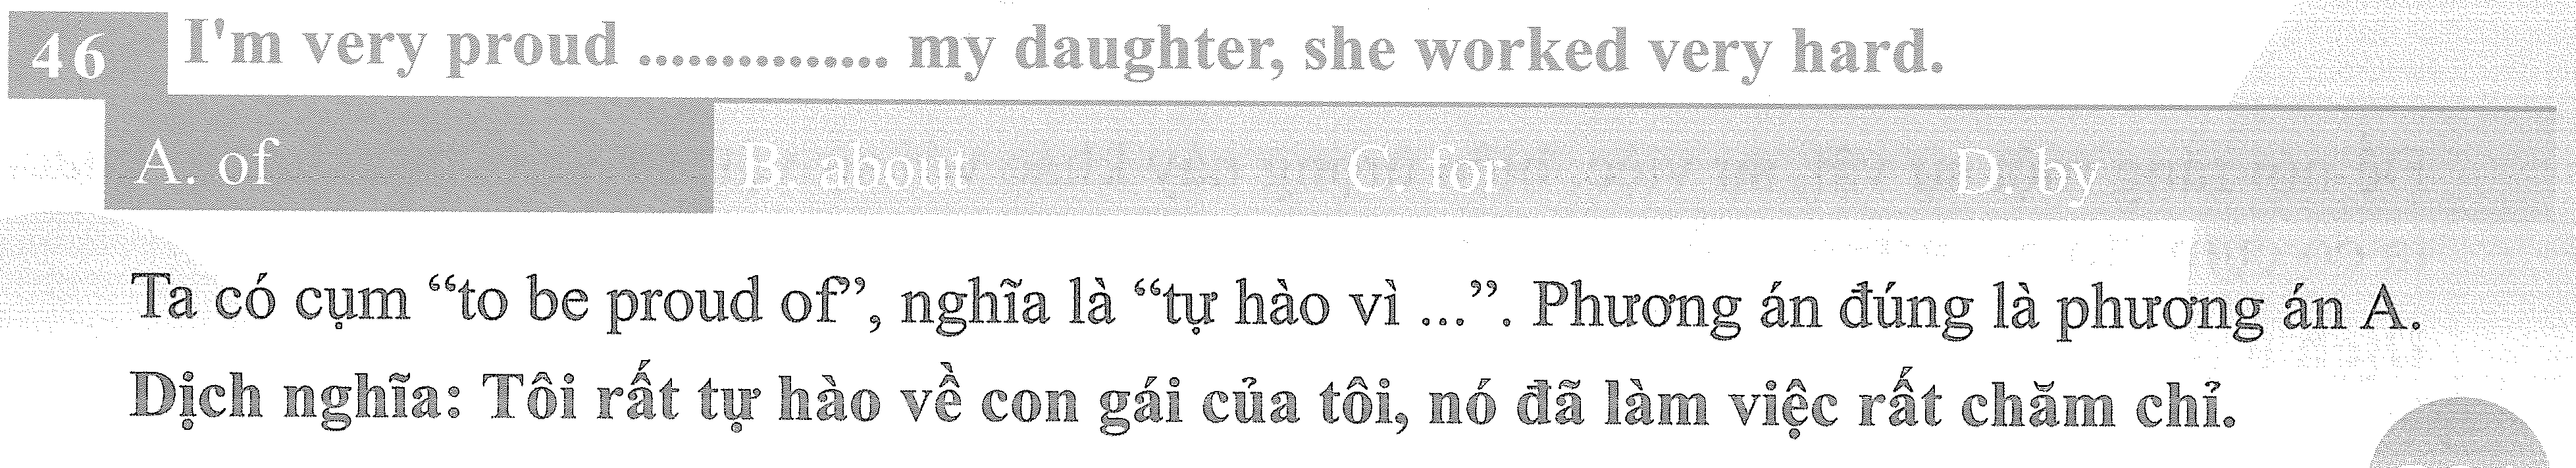 46 I'm very proud .............. my daughter, she worked very hard.
A. of B. about C. for D. by
Ta có cụm “to be proud of”, nghĩa là “tự hào vì ...”. Phương án đúng là phương án A.
Dịch nghĩa: Tôi rất tự hào về con gái của tôi, nó đã làm việc rất chăm chỉ.